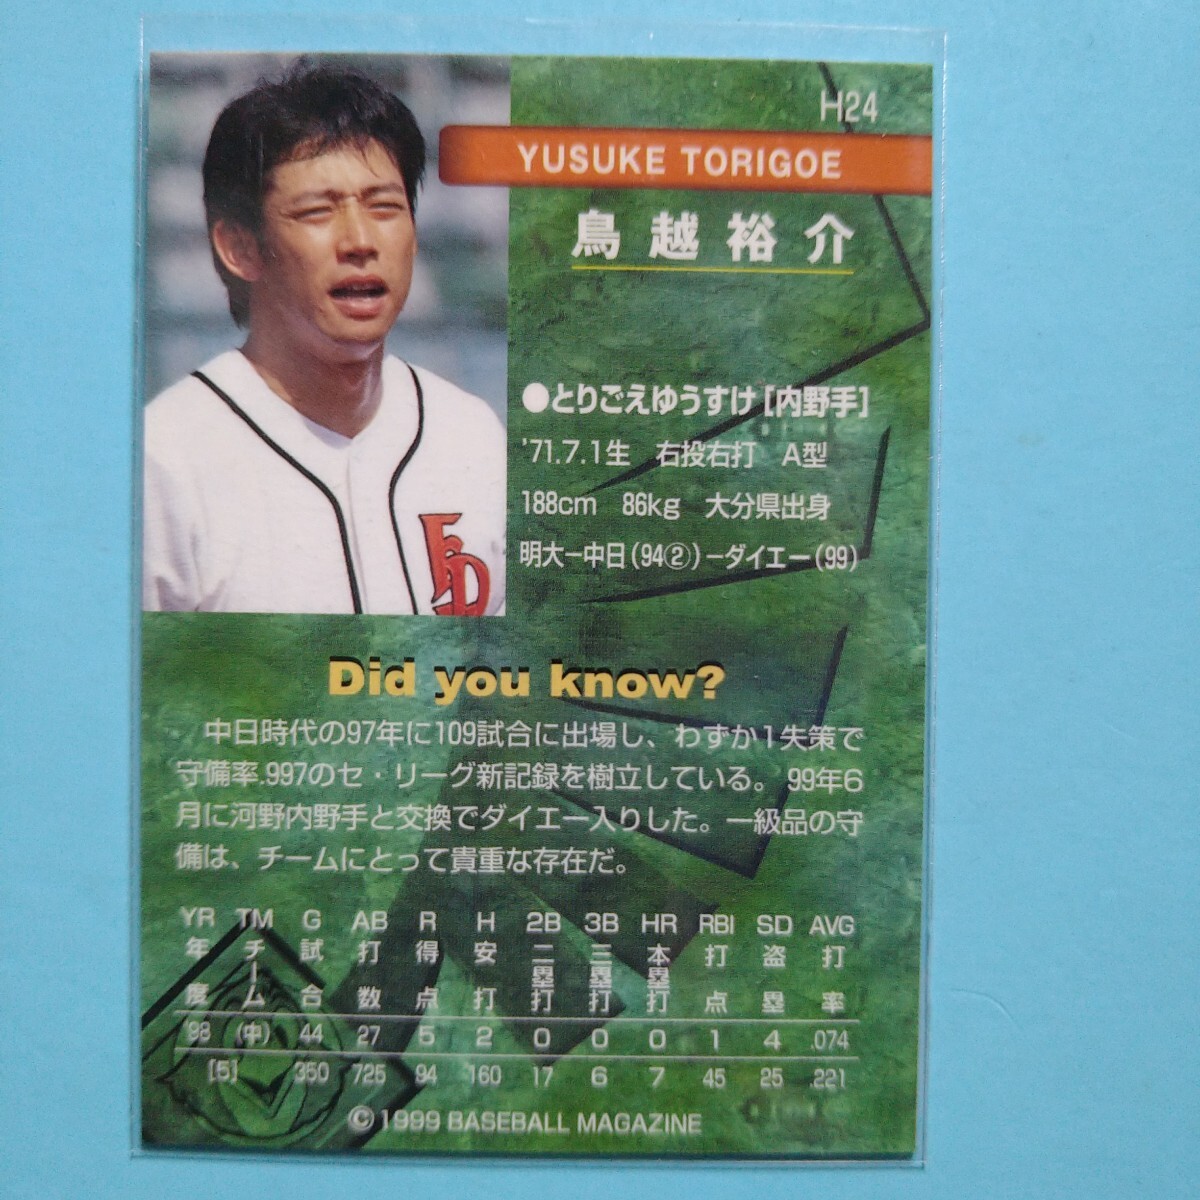 H24
YUSUKE TORIGOE
鳥越裕介
●とりごえゆうすけ[内野手]
'71.7.1生 右投右打 A型
188cm 86kg 大分県出身
明大−中日(94②)−ダイエー(99)
FD
Did you know?
中日時代の97年に109試合に出場し、わずか1失策で
守備率.997のセ・リーグ新記録を樹立している。99年6
月に河野内野手と交換でダイエー入りした。一級品の守
備は、チームにとって貴重な存在だ。
YR TM G AB R H 2B 3B HR RBI SD AVG
年度 チーム 試合 打数 得点 安打 二塁打 三塁打 本塁打 打点 盗塁 打率
98 (中) 44 27 5 2 0 0 0 1 4 .074
[5] 350 725 94 160 17 6 7 45 25 .221
©1999 BASEBALL MAGAZINE